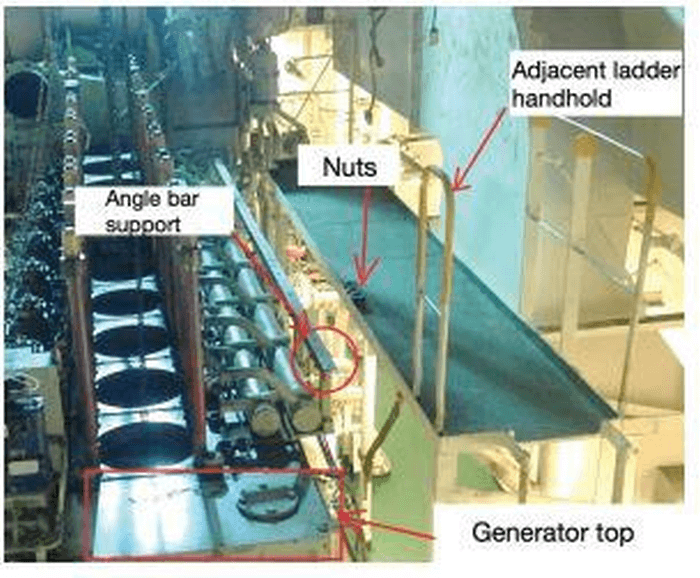 Adjacent ladder
handhold
Nuts
Angle bar
support
Generator top